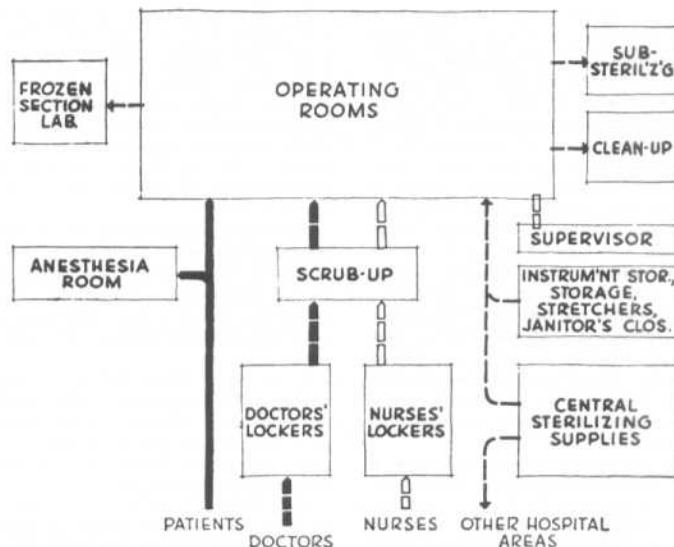 FROZEN
SECTION
LAB.
OPERATING
ROOMS
SUB-
STERIL'Z'G
CLEAN-UP
SUPERVISOR
ANESTHESIA
ROOM
SCRUB-UP
INSTRUM'NT STOR.,
STORAGE,
STRETCHERS,
JANITOR'S CLOS.
DOCTORS'
LOCKERS
NURSES'
LOCKERS
CENTRAL
STERILIZING
SUPPLIES
PATIENTS
DOCTORS
NURSES
OTHER HOSPITAL
AREAS